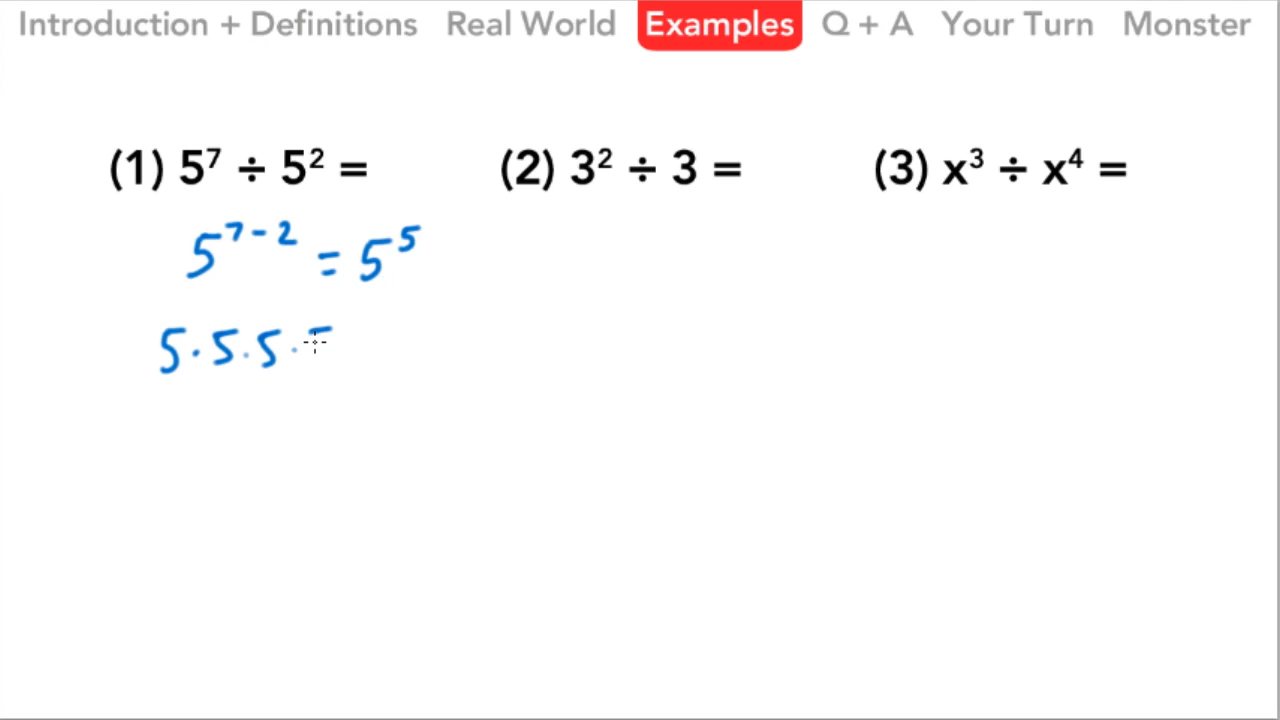 Introduction + Definitions Real World Examples Q + A Your Turn Monster
(1) 5⁷ ÷ 5² = (2) 3² ÷ 3 = (3) x³ ÷ x⁴ =
5⁷⁻² = 5⁵
5 · 5 · 5 ·